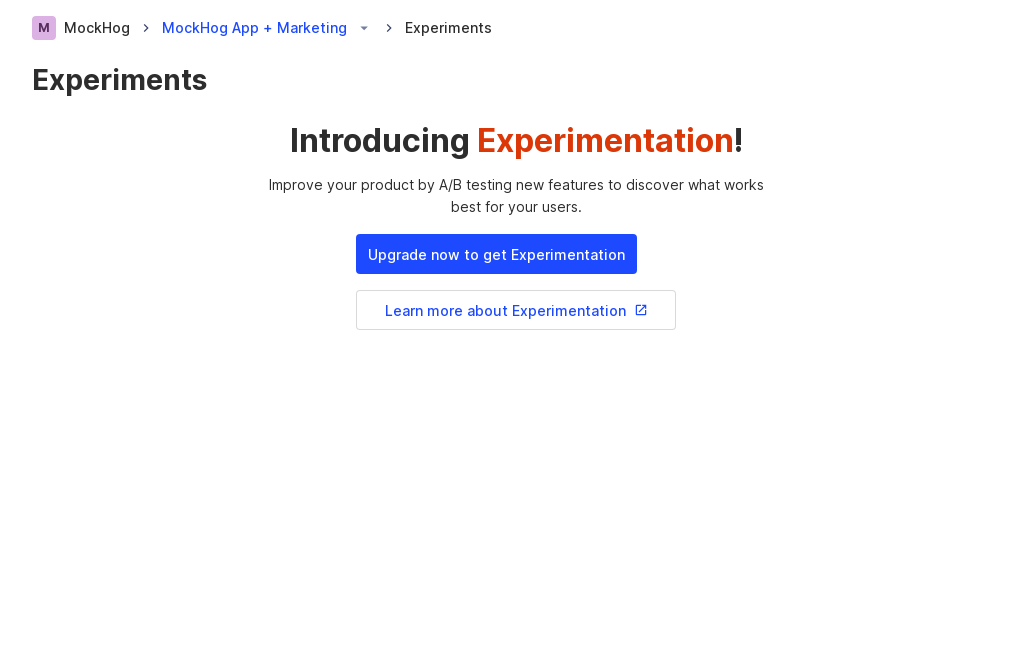 M MockHog MockHog App + Marketing Experiments
Experiments
Introducing Experimentation!
Improve your product by A/B testing new features to discover what works
best for your users.
Upgrade now to get Experimentation
Learn more about Experimentation